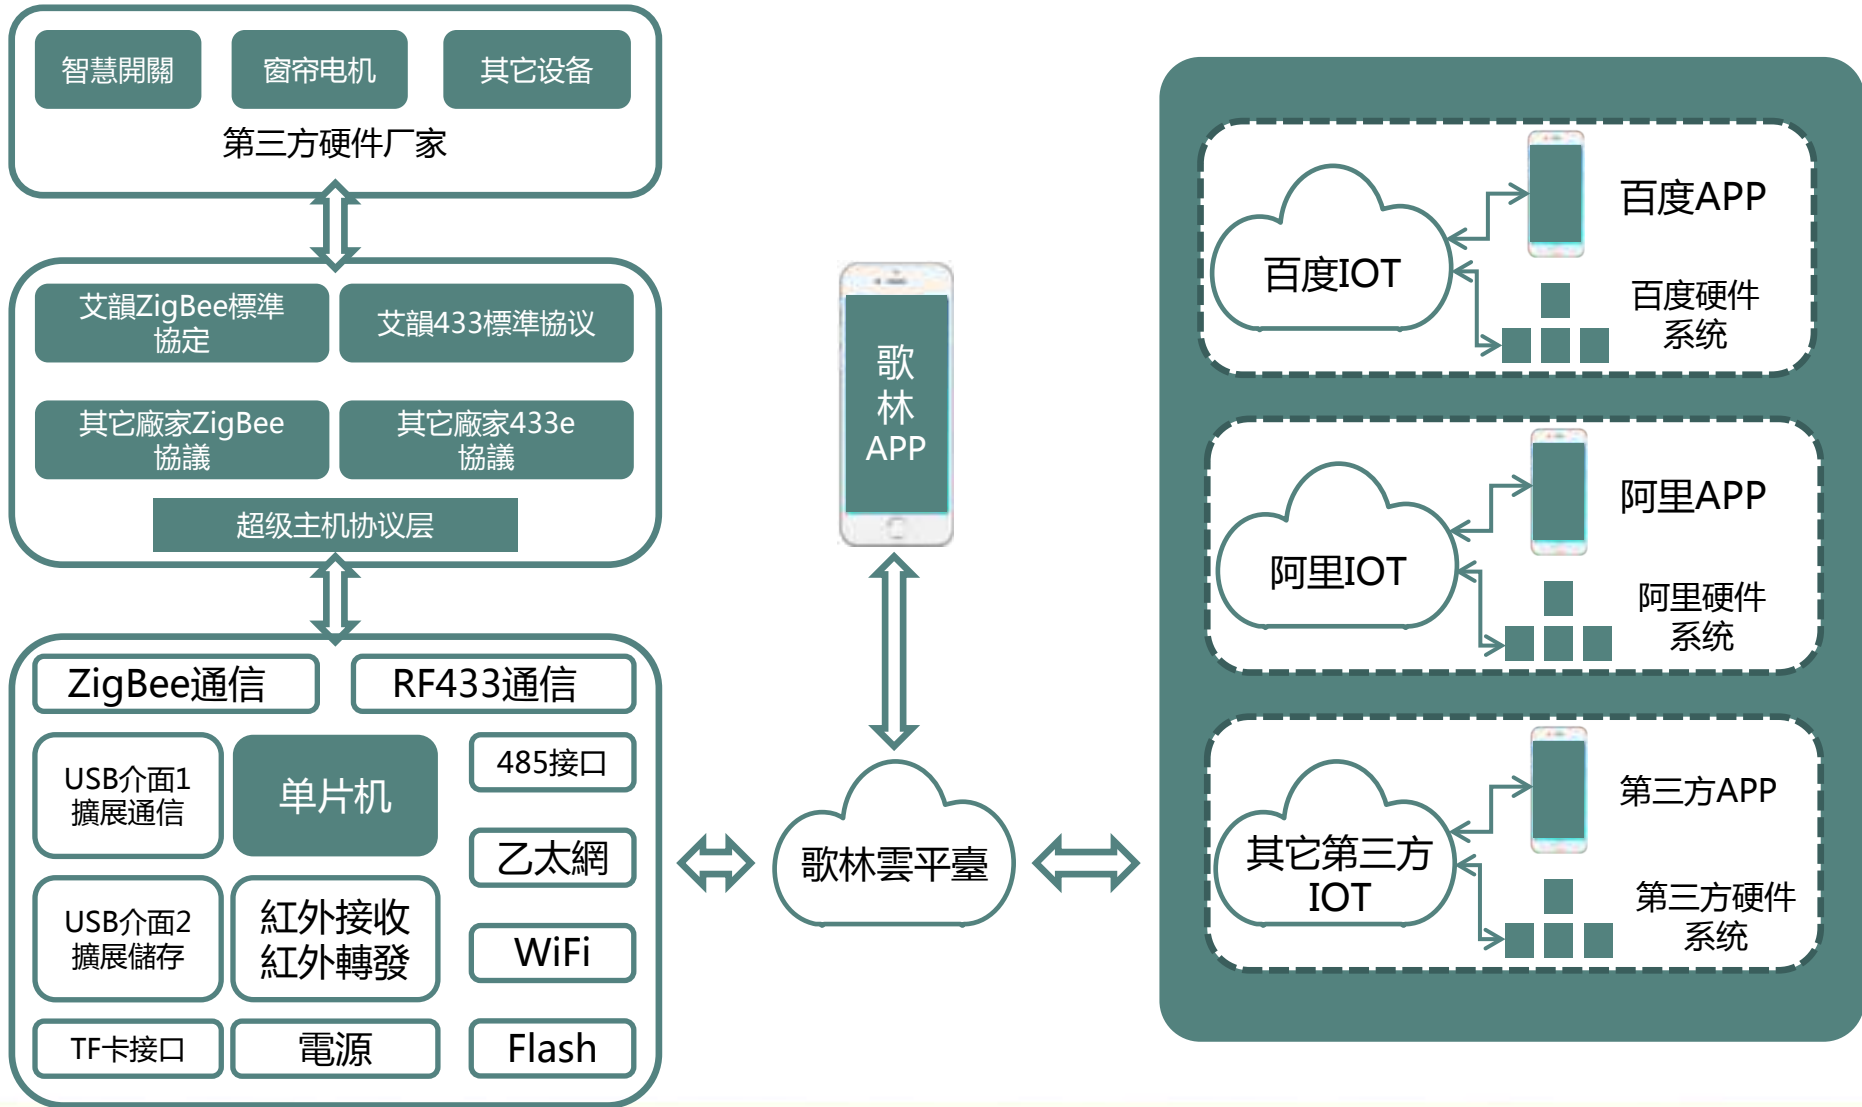 智慧開關
窗帘电机
其它设备
第三方硬件厂家
艾韻ZigBee標準
協定
艾韻433標準協议
其它廠家ZigBee
協議
其它廠家433e
協議
超级主机协议层
ZigBee通信
RF433通信
USB介面1
擴展通信
单片机
485接口
乙太網
USB介面2
擴展儲存
紅外接收
紅外轉發
WiFi
TF卡接口
電源
Flash
歌
林
APP
歌林雲平臺
百度IOT
百度APP
百度硬件
系统
阿里IOT
阿里APP
阿里硬件
系统
其它第三方
IOT
第三方APP
第三方硬件
系统